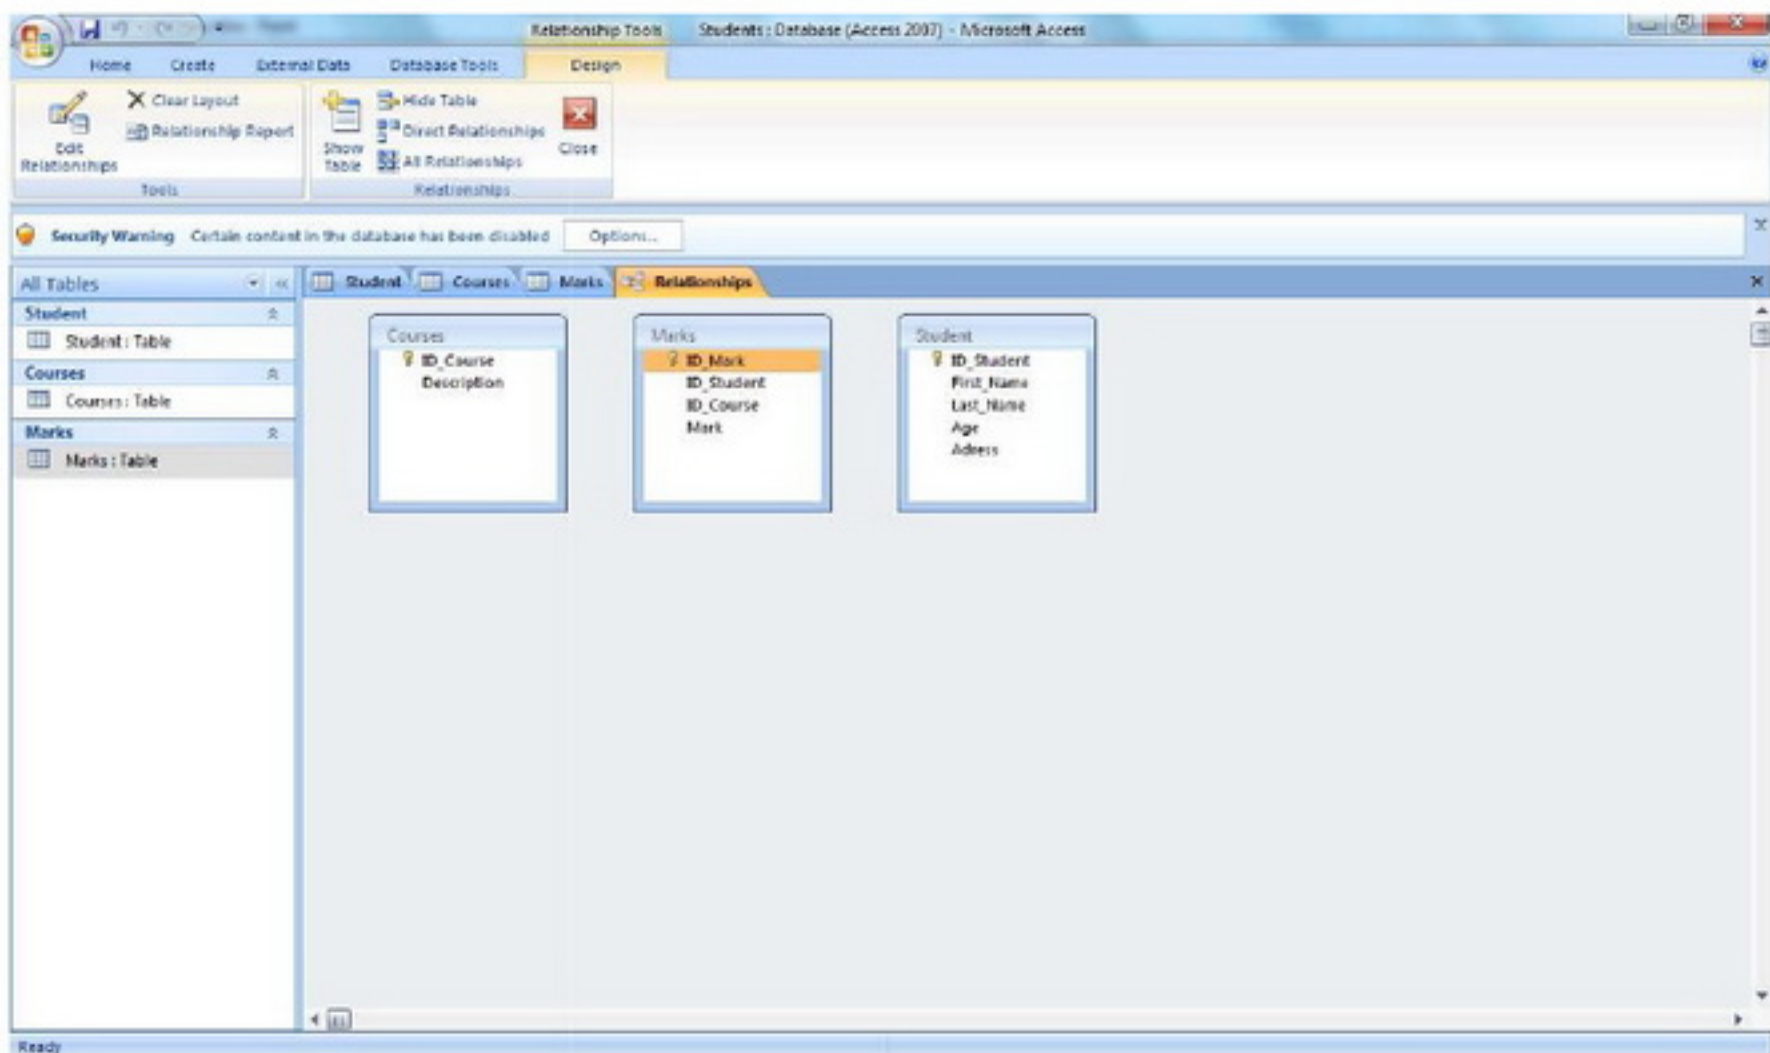 Relationship Tools Students : Database (Access 2007) - Microsoft Access
Home Create External Data Database Tools Design
Edit Relationships
Clear Layout
Relationship Report
Tools
Show Table
Hide Table
Direct Relationships
All Relationships
Close
Relationships
Security Warning Certain content in the database has been disabled Options...
All Tables
Student
Student : Table
Courses
Courses : Table
Marks
Marks : Table
Student Courses Marks Relationships
Courses
ID_Course
Description
Marks
ID_Mark
ID_Student
ID_Course
Mark
Student
ID_Student
First_Name
Last_Name
Age
Adress
Ready